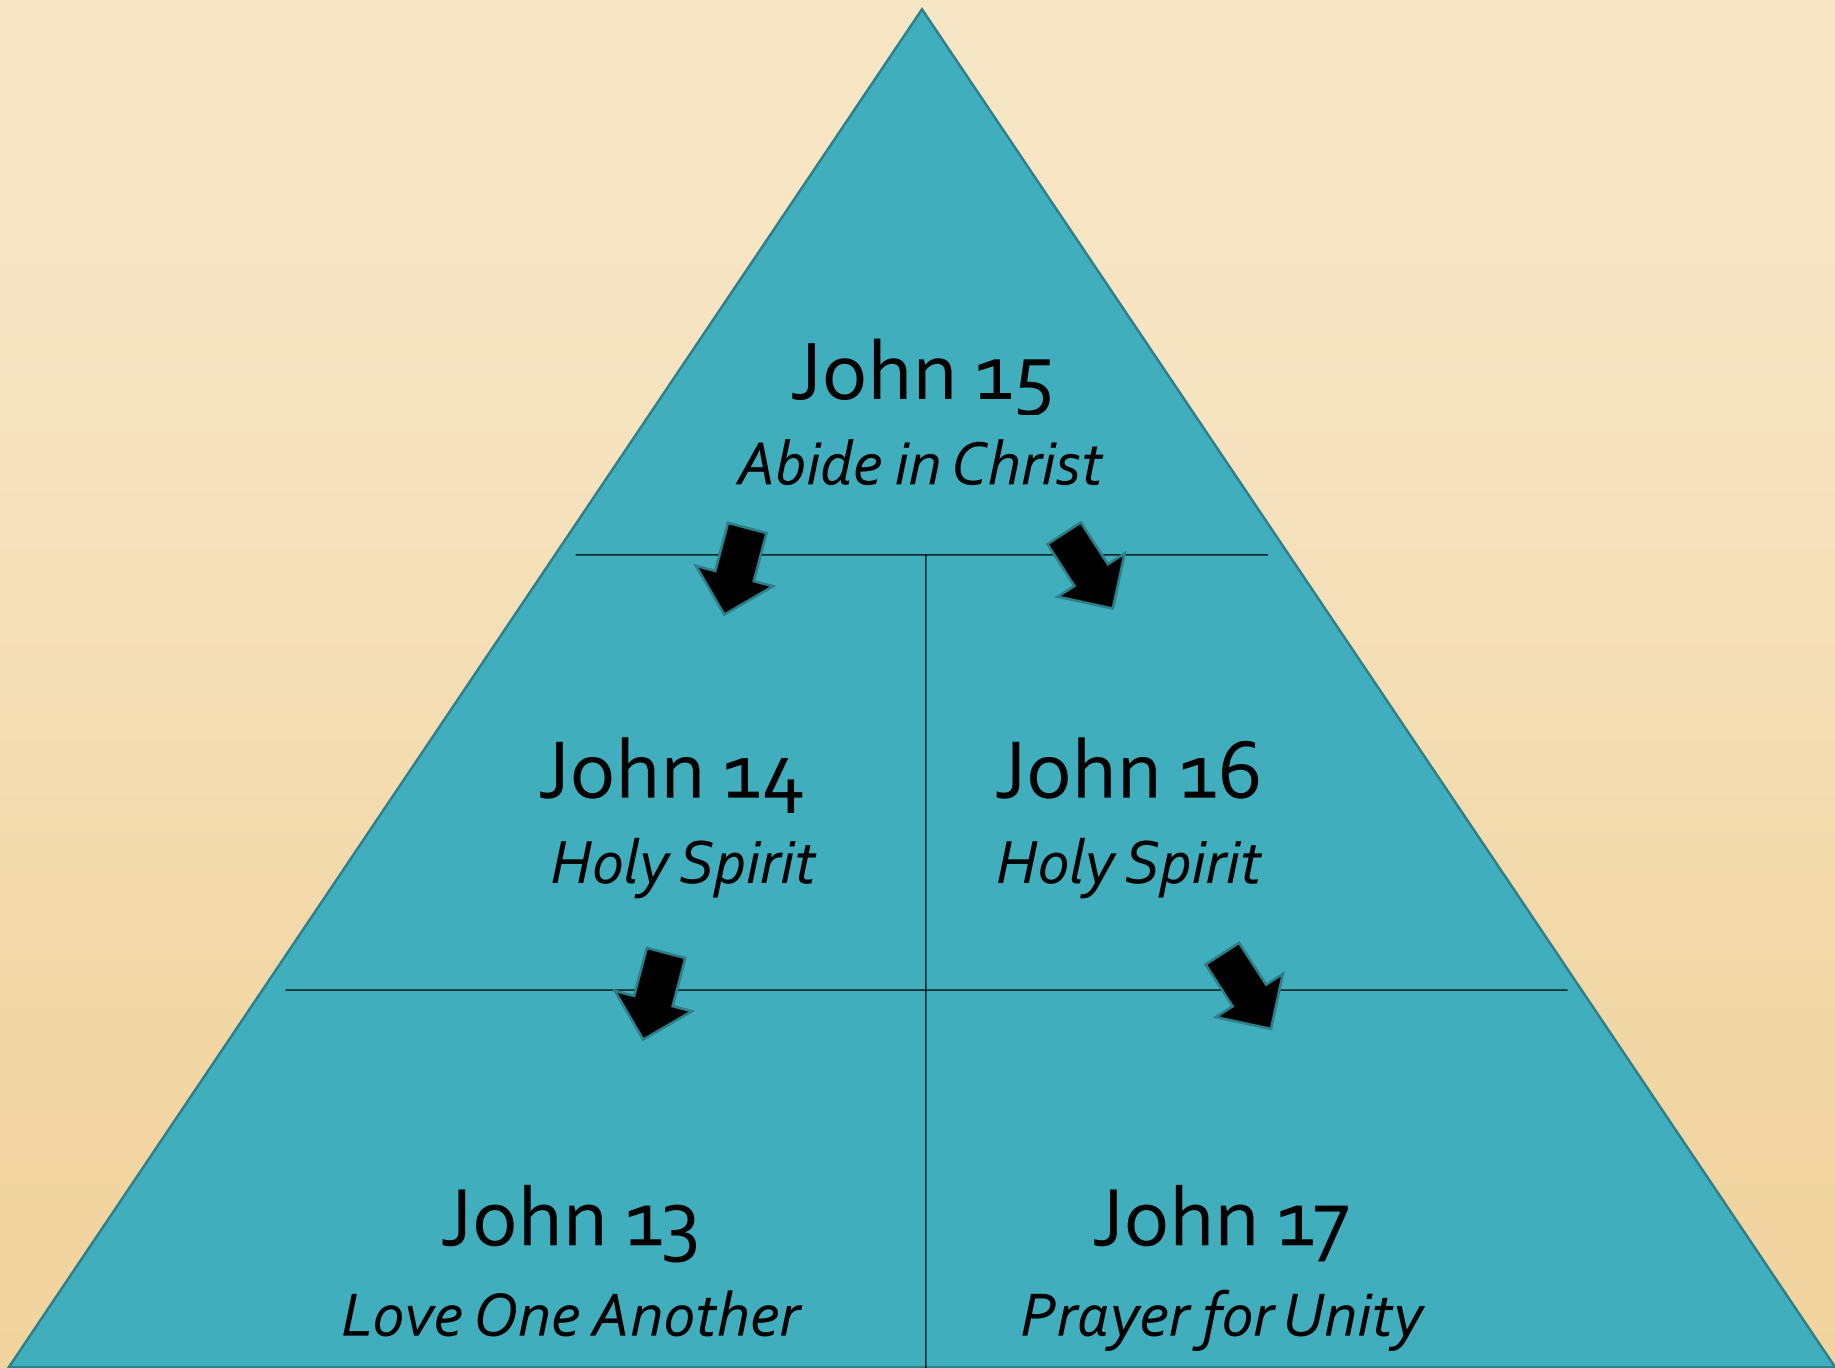 John 15
Abide in Christ
John 14
Holy Spirit
John 16
Holy Spirit
John 13
Love One Another
John 17
Prayer for Unity